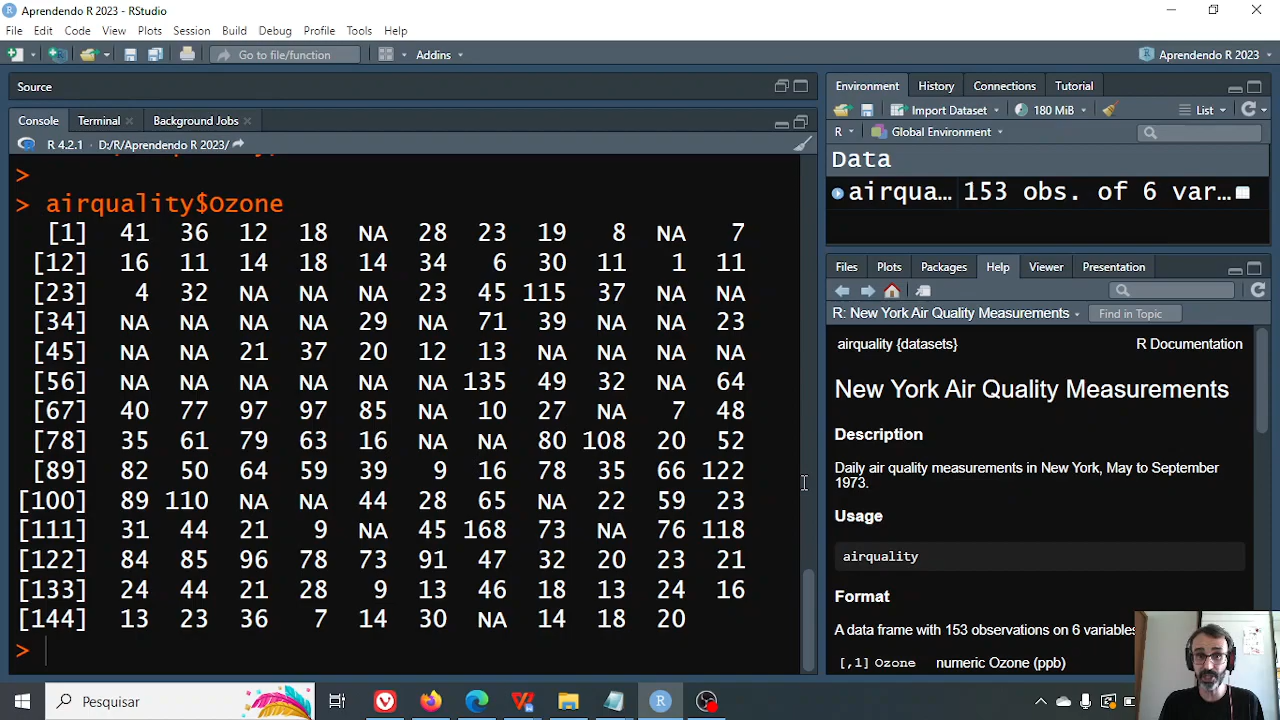 Aprendendo R 2023 - RStudio
File Edit Code View Plots Session Build Debug Profile Tools Help
Go to file/function Addins Aprendendo R 2023
Source
Console Terminal Background Jobs
R 4.2.1 · D:/R/Aprendendo R 2023/
>
> airquality$Ozone
[1] 41 36 12 18 NA 28 23 19 8 NA 7
[12] 16 11 14 18 14 34 6 30 11 1 11
[23] 4 32 NA NA NA 23 45 115 37 NA NA
[34] NA NA NA NA 29 NA 71 39 NA NA 23
[45] NA NA 21 37 20 12 13 NA NA NA NA
[56] NA NA NA NA NA NA 135 49 32 NA 64
[67] 40 77 97 97 85 NA 10 27 NA 7 48
[78] 35 61 79 63 16 NA NA 80 108 20 52
[89] 82 50 64 59 39 9 16 78 35 66 122
[100] 89 110 NA NA 44 28 65 NA 22 59 23
[111] 31 44 21 9 NA 45 168 73 NA 76 118
[122] 84 85 96 78 73 91 47 32 20 23 21
[133] 24 44 21 28 9 13 46 18 13 24 16
[144] 13 23 36 7 14 30 NA 14 18 20
>
Environment History Connections Tutorial
Import Dataset 180 MiB List
R Global Environment
Data
airqua… 153 obs. of 6 var…
Files Plots Packages Help Viewer Presentation
R: New York Air Quality Measurements Find in Topic
airquality {datasets} R Documentation
New York Air Quality Measurements
Description
Daily air quality measurements in New York, May to September
1973.
Usage
airquality
Format
A data frame with 153 observations on 6 variables
[,1] Ozone numeric Ozone (ppb)
Pesquisar